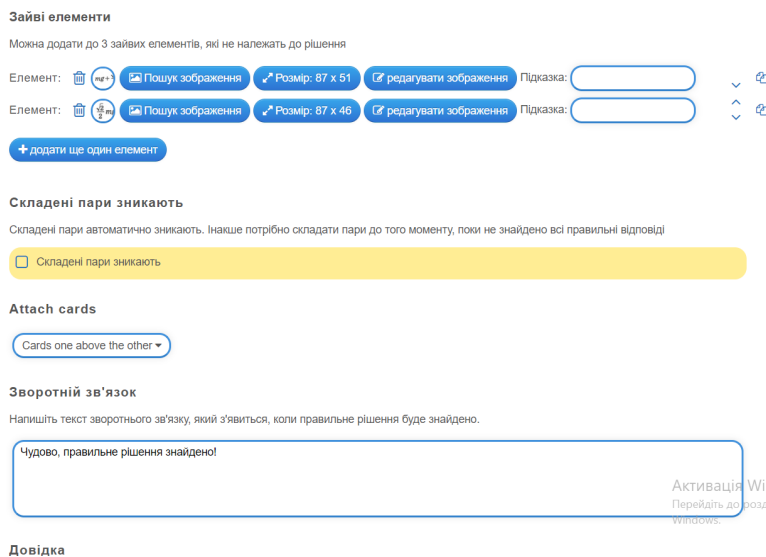 Зайві елементи
Можна додати до 3 зайвих елементів, які не належать до рішення
Елемент: Пошук зображення Розмір: 87 x 51 редагувати зображення Підказка:
Елемент: Пошук зображення Розмір: 87 x 46 редагувати зображення Підказка:
додати ще один елемент
Складені пари зникають
Складені пари автоматично зникають. Інакше потрібно складати пари до того моменту, поки не знайдено всі правильні відповіді
Складені пари зникають
Attach cards
Cards one above the other
Зворотній зв'язок
Напишіть текст зворотнього зв'язку, який з'явиться, коли правильне рішення буде знайдено.
Чудово, правильне рішення знайдено!
Активація Wi
Перейдіть до розд
Windows.
Довідка